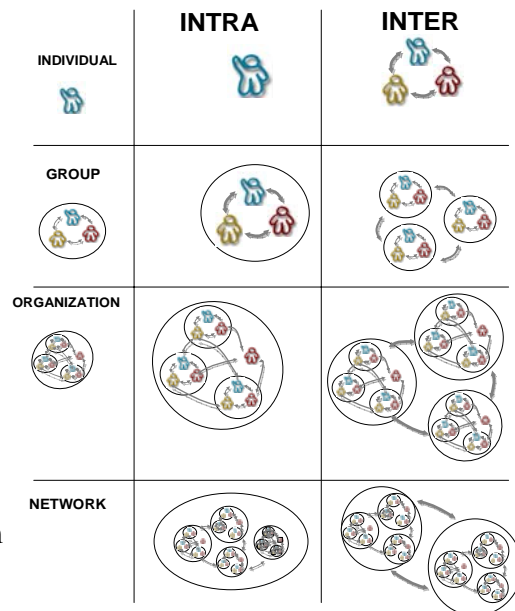 INTRA INTER
INDIVIDUAL
GROUP
ORGANIZATION
NETWORK